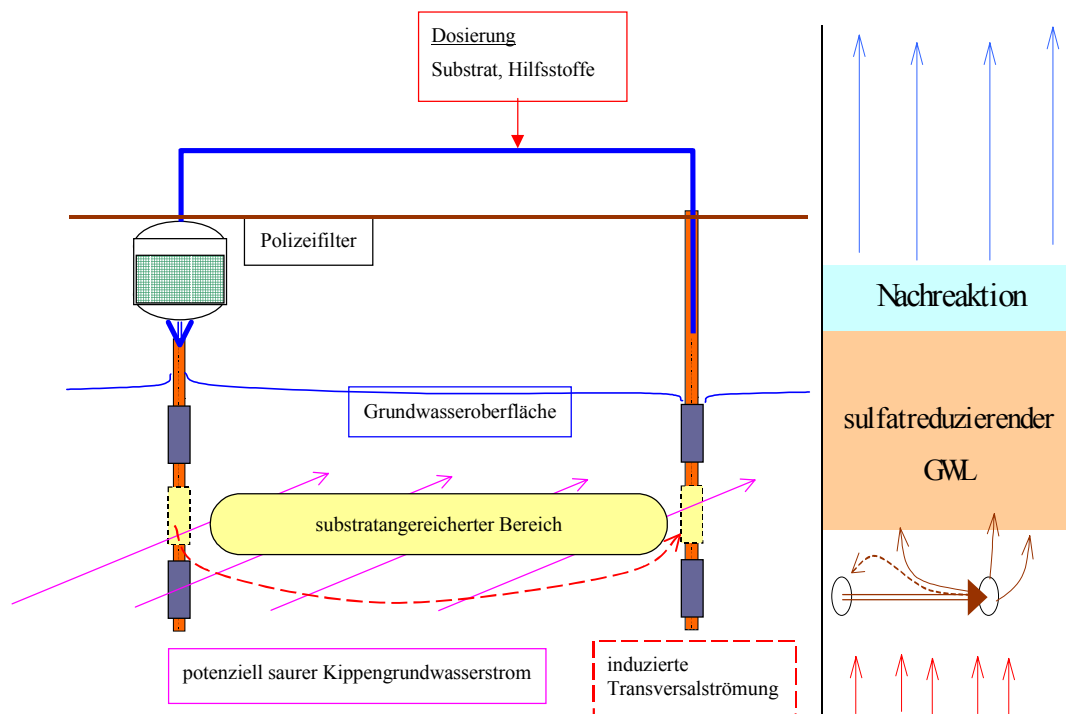 Dosierung
Substrat, Hilfsstoffe
Polizeifilter
Grundwasseroberfläche
substratangereicherter Bereich
potenziell saurer Kippengrundwasserstrom
induzierte
Transversalströmung
Nachreaktion
sulfatreduzierender
GWL